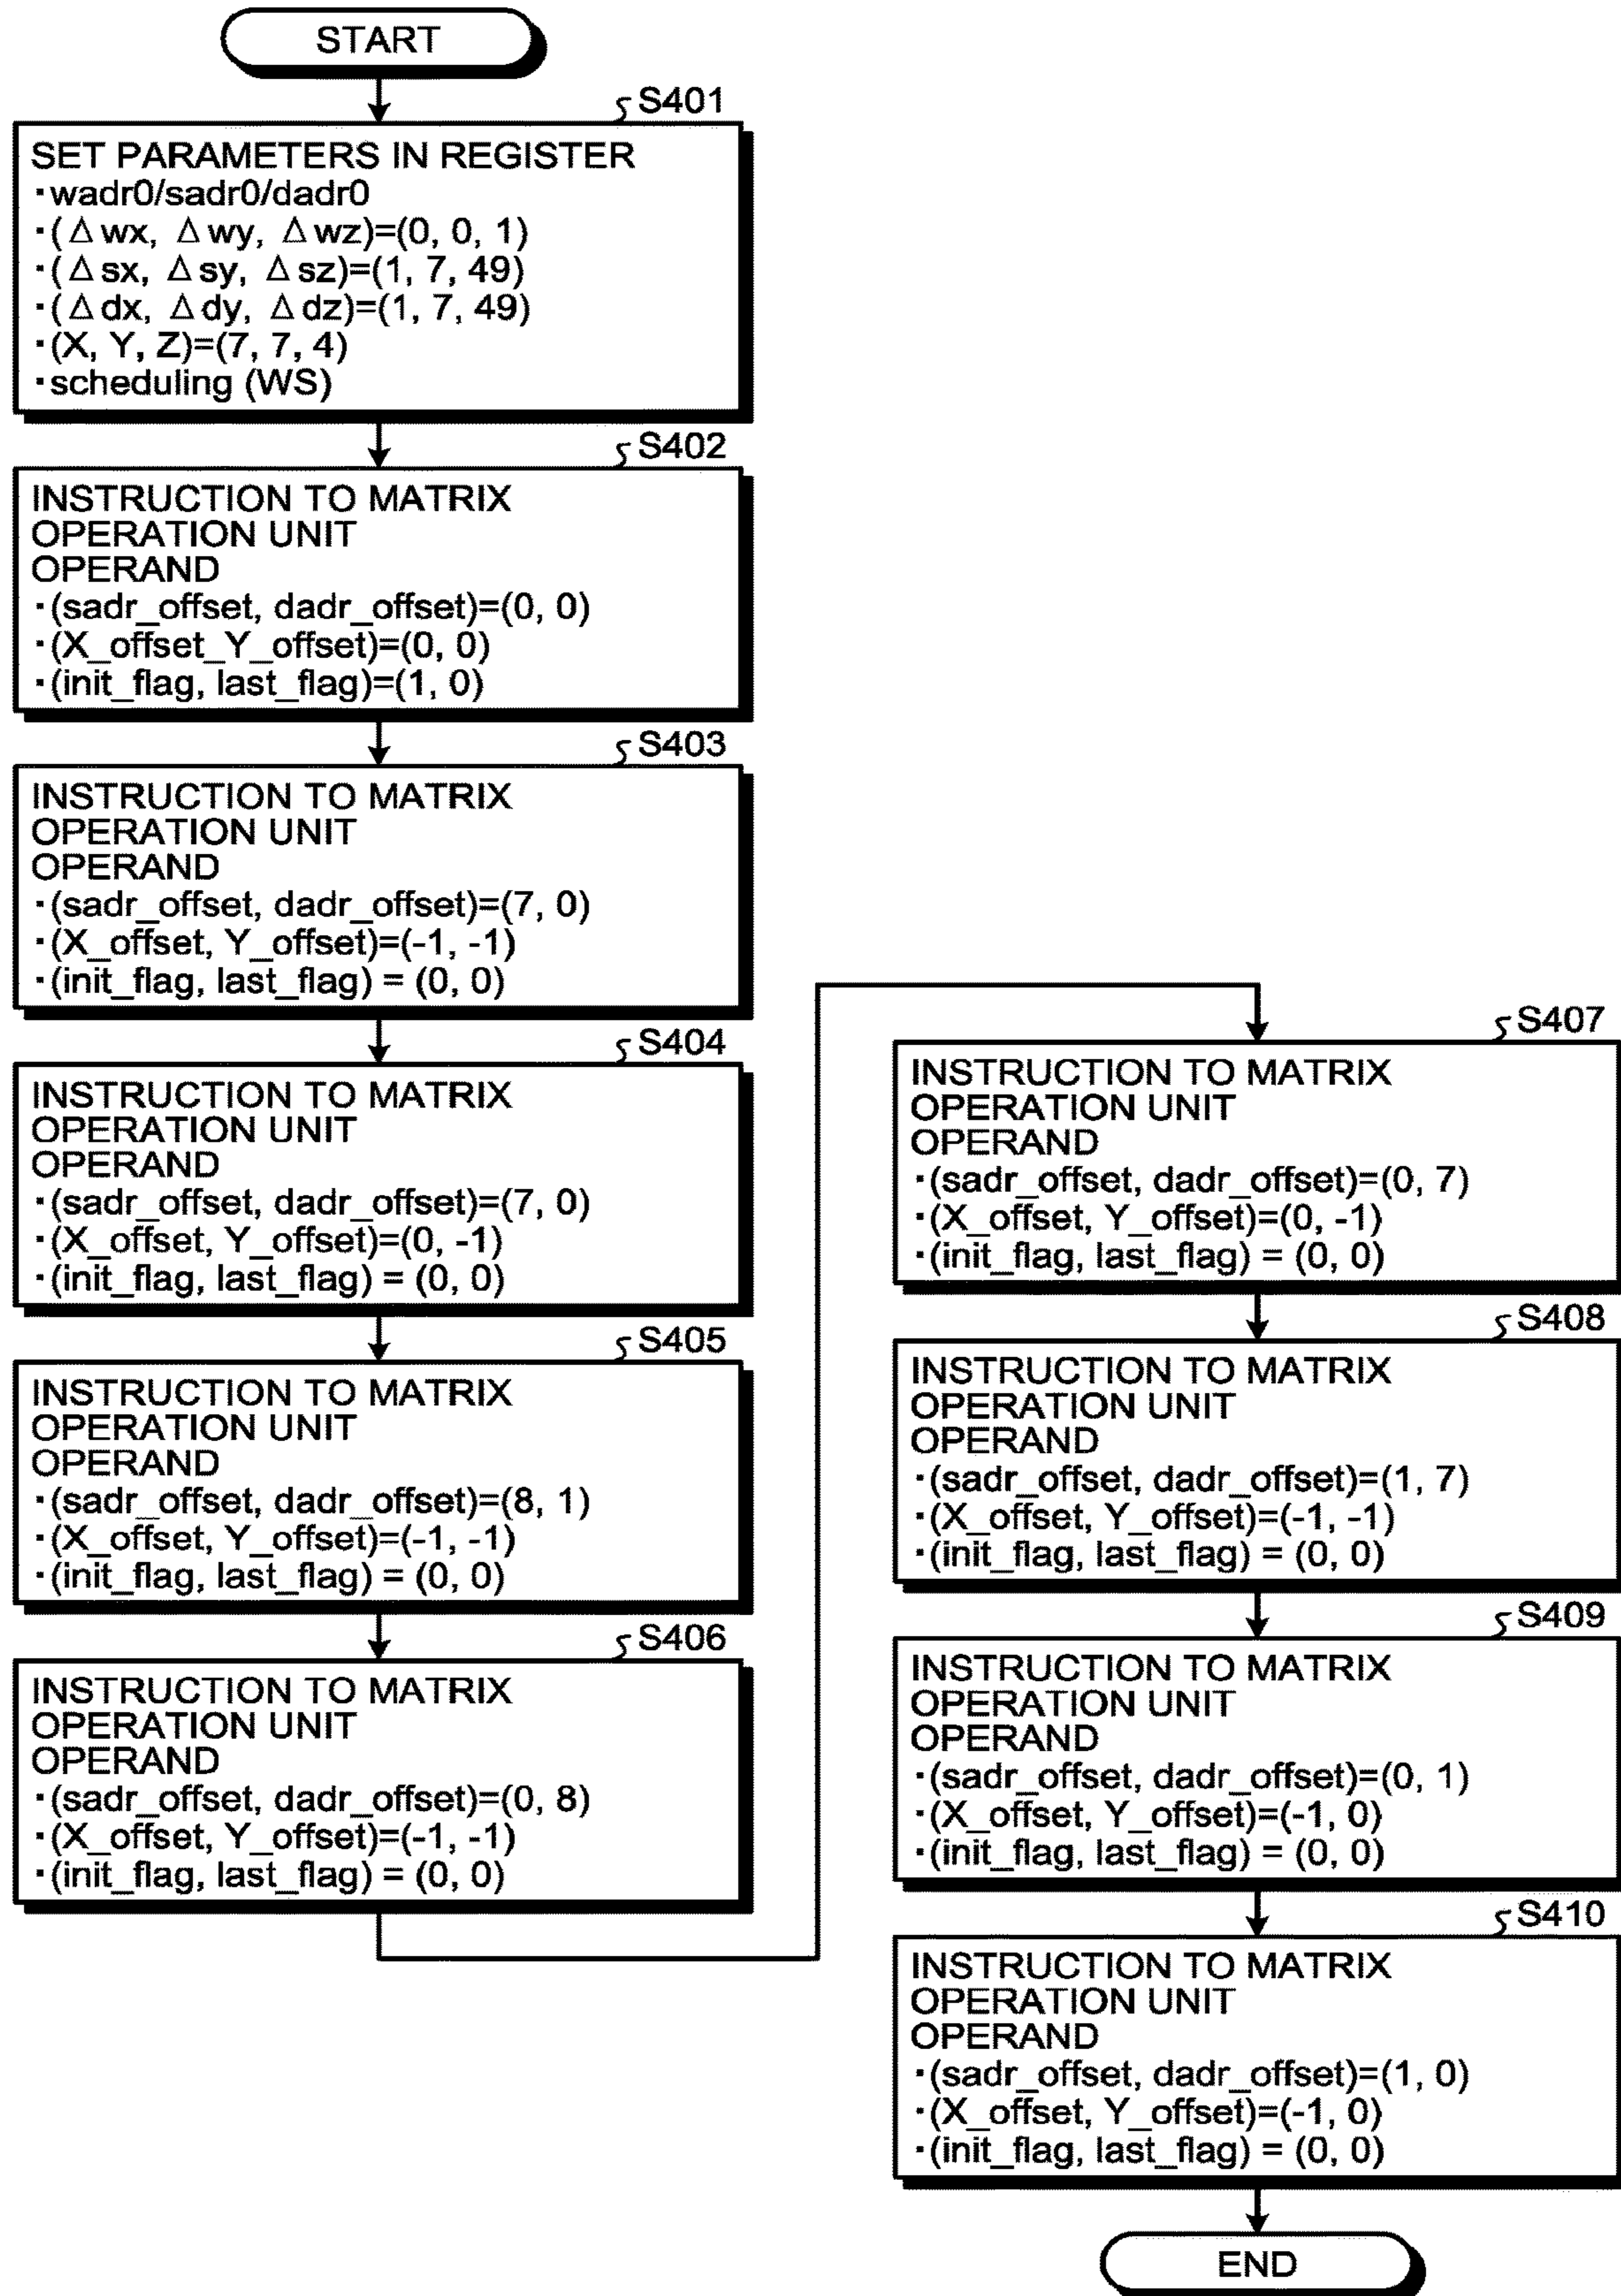 START
S401
SET PARAMETERS IN REGISTER
・wadr0/sadr0/dadr0
・(Δwx, Δwy, Δwz)=(0, 0, 1)
・(Δsx, Δsy, Δsz)=(1, 7, 49)
・(Δdx, Δdy, Δdz)=(1, 7, 49)
・(X, Y, Z)=(7, 7, 4)
・scheduling (WS)
S402
INSTRUCTION TO MATRIX
OPERATION UNIT
OPERAND
・(sadr_offset, dadr_offset)=(0, 0)
・(X_offset_Y_offset)=(0, 0)
・(init_flag, last_flag)=(1, 0)
S403
INSTRUCTION TO MATRIX
OPERATION UNIT
OPERAND
・(sadr_offset, dadr_offset)=(7, 0)
・(X_offset, Y_offset)=(-1, -1)
・(init_flag, last_flag) = (0, 0)
S404
INSTRUCTION TO MATRIX
OPERATION UNIT
OPERAND
・(sadr_offset, dadr_offset)=(7, 0)
・(X_offset, Y_offset)=(0, -1)
・(init_flag, last_flag) = (0, 0)
S405
INSTRUCTION TO MATRIX
OPERATION UNIT
OPERAND
・(sadr_offset, dadr_offset)=(8, 1)
・(X_offset, Y_offset)=(-1, -1)
・(init_flag, last_flag) = (0, 0)
S406
INSTRUCTION TO MATRIX
OPERATION UNIT
OPERAND
・(sadr_offset, dadr_offset)=(0, 8)
・(X_offset, Y_offset)=(-1, -1)
・(init_flag, last_flag) = (0, 0)
S407
INSTRUCTION TO MATRIX
OPERATION UNIT
OPERAND
・(sadr_offset, dadr_offset)=(0, 7)
・(X_offset, Y_offset)=(0, -1)
・(init_flag, last_flag) = (0, 0)
S408
INSTRUCTION TO MATRIX
OPERATION UNIT
OPERAND
・(sadr_offset, dadr_offset)=(1, 7)
・(X_offset, Y_offset)=(-1, -1)
・(init_flag, last_flag) = (0, 0)
S409
INSTRUCTION TO MATRIX
OPERATION UNIT
OPERAND
・(sadr_offset, dadr_offset)=(0, 1)
・(X_offset, Y_offset)=(-1, 0)
・(init_flag, last_flag) = (0, 0)
S410
INSTRUCTION TO MATRIX
OPERATION UNIT
OPERAND
・(sadr_offset, dadr_offset)=(1, 0)
・(X_offset, Y_offset)=(-1, 0)
・(init_flag, last_flag) = (0, 0)
END